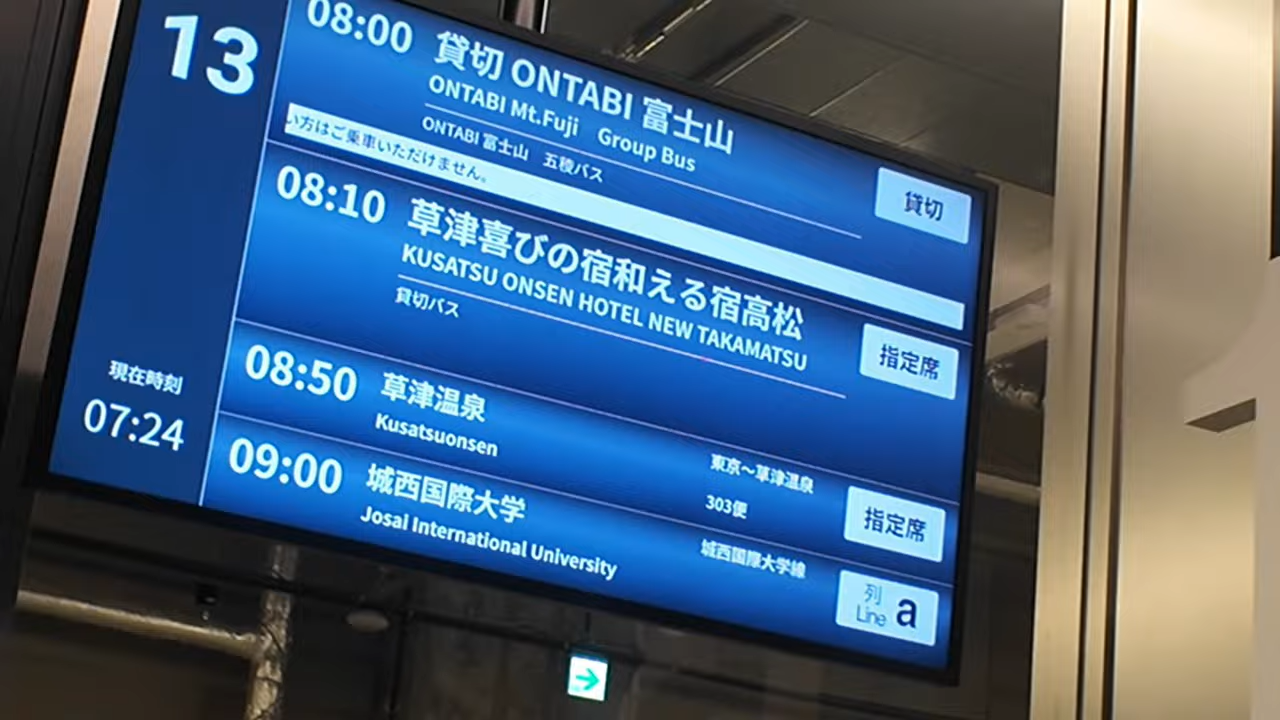 13
08:00
貸切 ONTABI 富士山
ONTABI Mt.Fuji Group Bus
ONTABI 富士山 五稜バス
貸切
い方はご乗車いただけません。
08:10
草津喜びの宿和える宿高松
KUSATSU ONSEN HOTEL NEW TAKAMATSU
貸切バス
指定席
08:50
草津温泉
Kusatsuonsen
東京～草津温泉
303便
指定席
09:00
城西国際大学
Josai International University
城西国際大学線
列
Line a
現在時刻
07:24